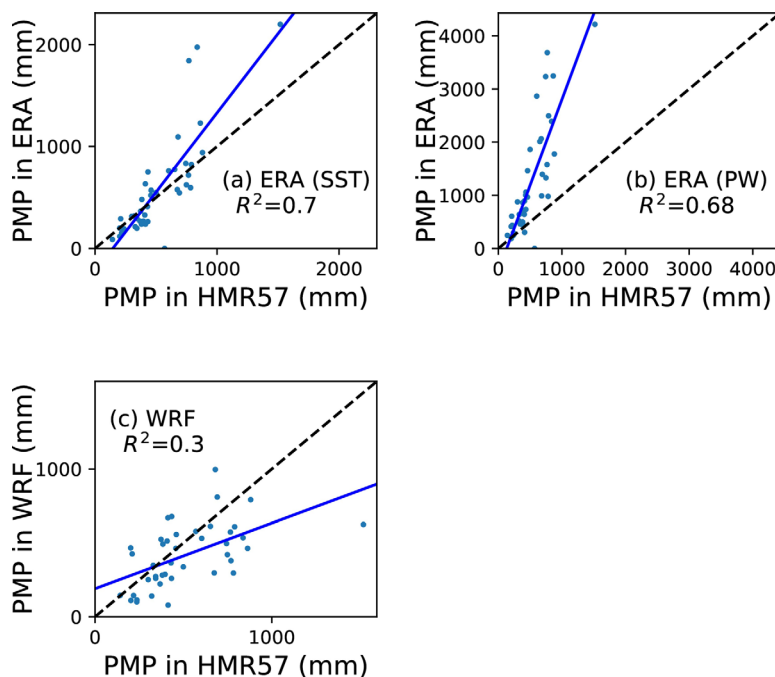 2000
1000
0
PMP in ERA (mm)
(a) ERA (SST)
R²=0.7
0
1000
2000
PMP in HMR57 (mm)
4000
3000
2000
1000
0
PMP in ERA (mm)
(b) ERA (PW)
R²=0.68
0
1000
2000
3000
4000
PMP in HMR57 (mm)
1000
0
PMP in WRF (mm)
(c) WRF
R²=0.3
0
1000
PMP in HMR57 (mm)